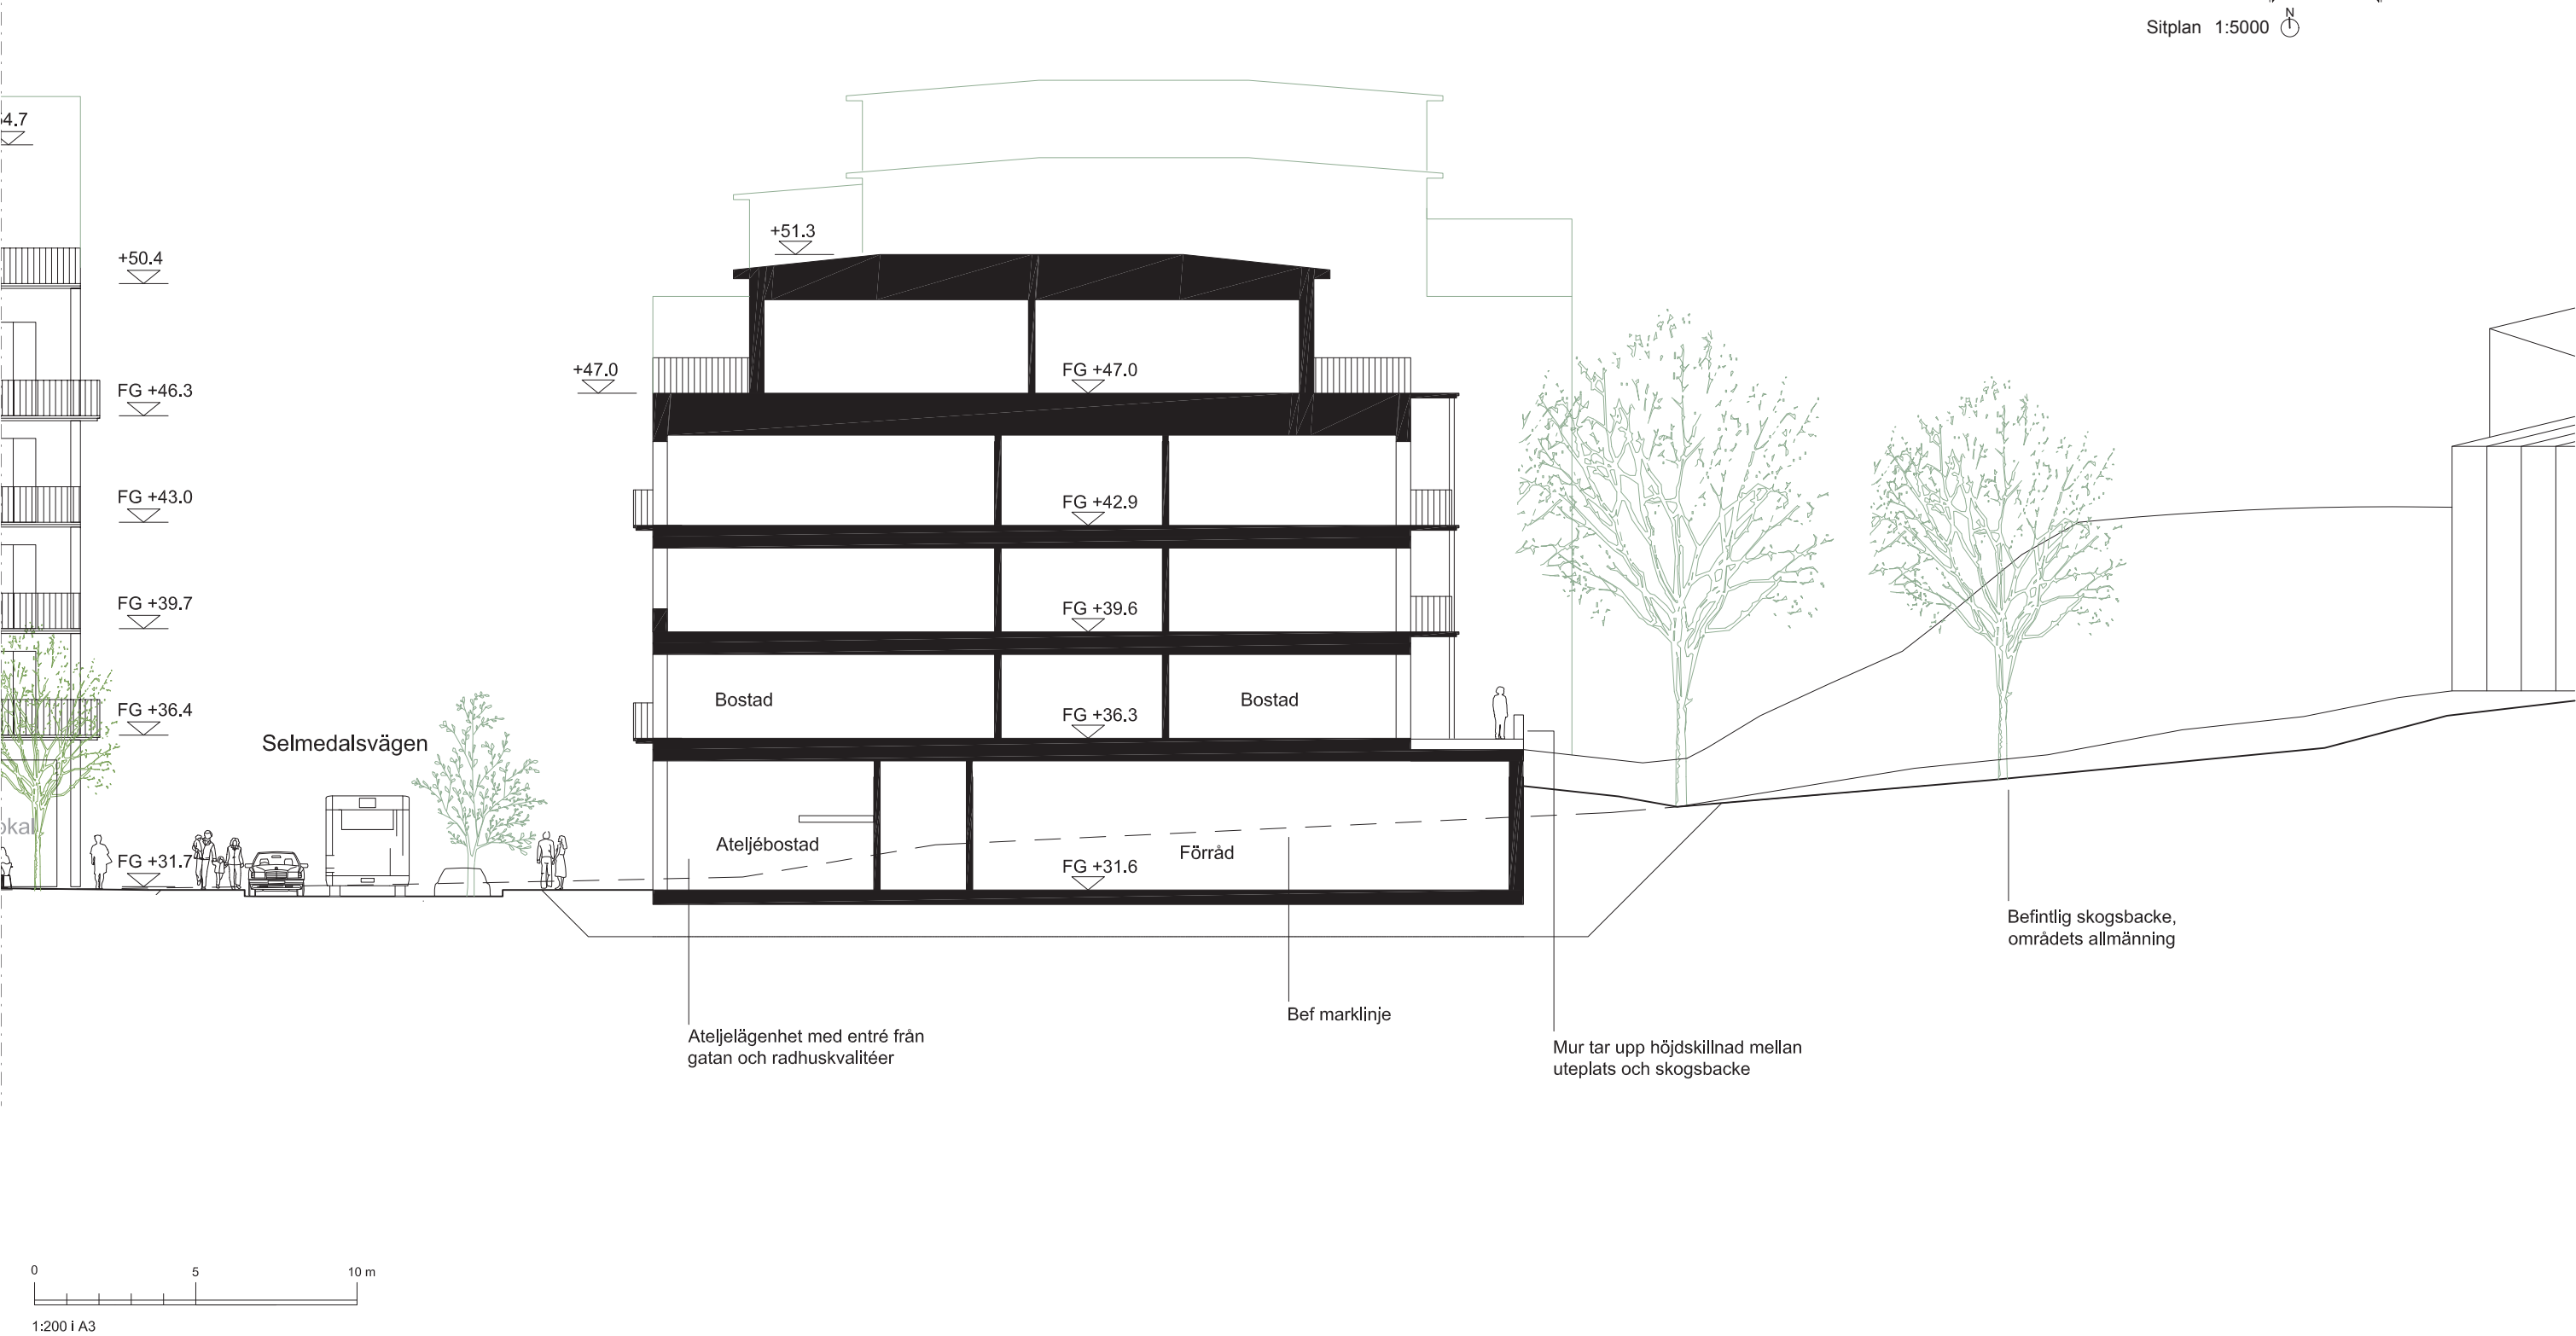 Sitplan 1:5000
N
4.7
+50.4
FG +46.3
FG +43.0
FG +39.7
FG +36.4
FG +31.7
okal
Selmedalsvägen
+51.3
+47.0
FG +47.0
FG +42.9
FG +39.6
Bostad
FG +36.3
Bostad
Ateljébostad
FG +31.6
Förråd
Ateljelägenhet med entré från
gatan och radhuskvalitéer
Bef marklinje
Mur tar upp höjdskillnad mellan
uteplats och skogsbacke
Befintlig skogsbacke,
områdets allmänning
0 5 10 m
1:200 i A3